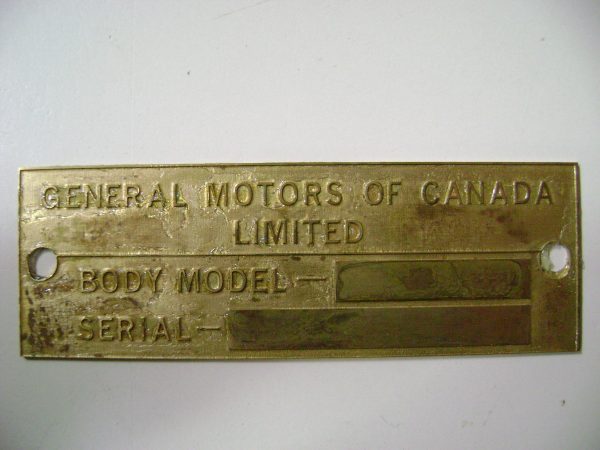 GENERAL MOTORS OF CANADA
LIMITED
BODY MODEL —
SERIAL —